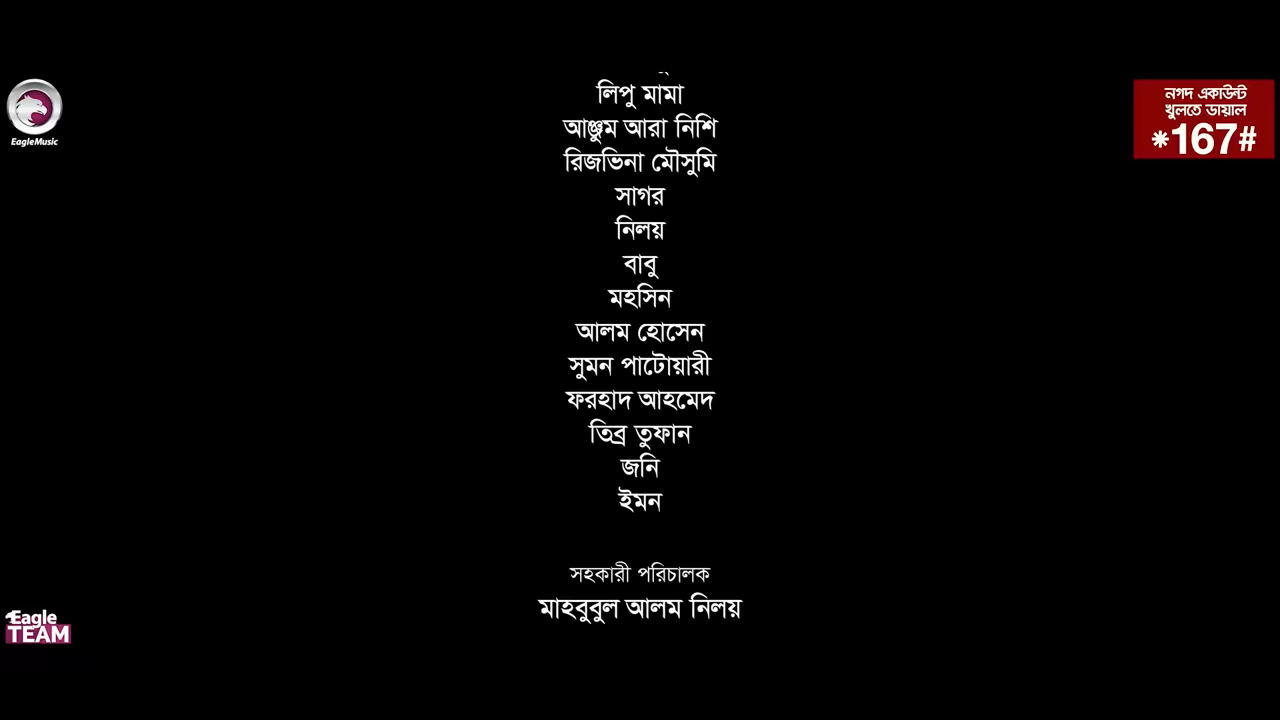 লিপু মামা
আঞ্জুম আরা নিশি
রিজভিনা মৌসুমি
সাগর
নিলয়
বাবু
মহসিন
আলম হোসেন
সুমন পাটোয়ারী
ফরহাদ আহমেদ
তিব্র তুফান
জনি
ইমন
সহকারী পরিচালক
মাহবুবুল আলম নিলয়
EagleMusic
নগদ একাউন্ট
খুলতে ডায়াল
*167#
Eagle
TEAM